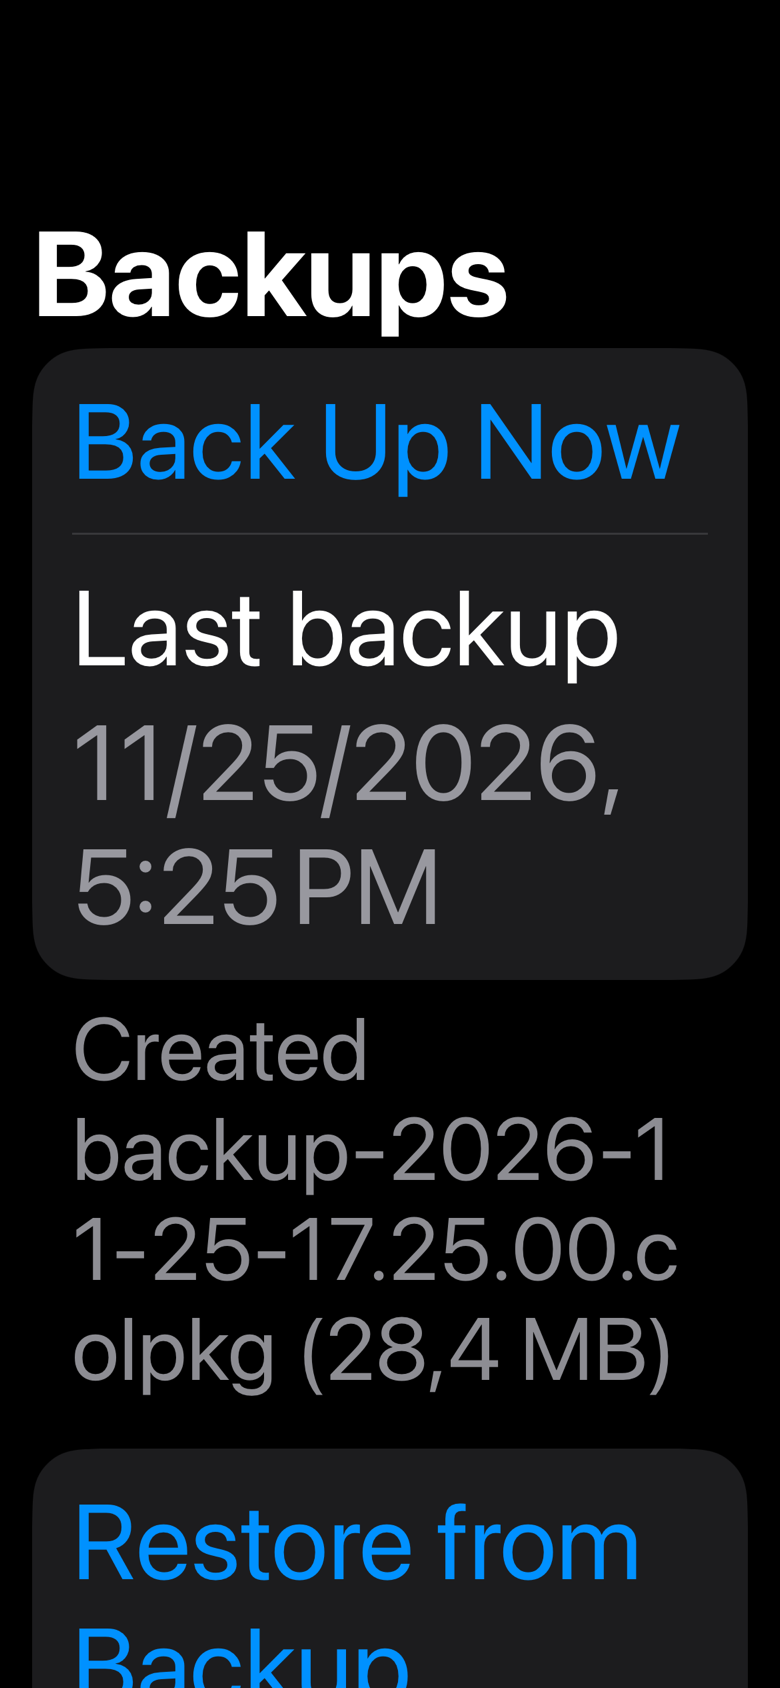 Backups
Back Up Now
Last backup
11/25/2026,
5:25 PM
Created
backup-2026-1
1-25-17.25.00.c
olpkg (28,4 MB)
Restore from
Backup